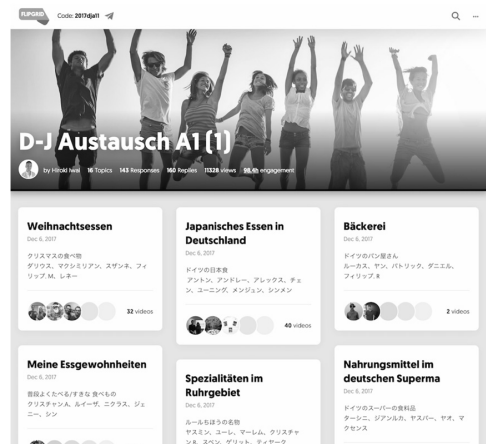 FLIPGRID
Code: 2017dja11
D-J Austausch A1 (1)
by Hiroki Iwai 16 Topics 143 Responses 160 Replies 11328 views 98.6h engagement
Weihnachtsessen
Dec 6, 2017
クリスマスの食べ物
ダリウス、マクシミリアン、スザンネ、フィ
リップ. M、レネー
32 videos
Japanisches Essen in
Deutschland
Dec 6, 2017
ドイツの日本食
アントン、アンドレー、アレックス、チェ
ン、ユーニング、メンジュン、シンメン
40 videos
Bäckerei
Dec 6, 2017
ドイツのパン屋さん
ルーカス、ヤン、パトリック、ダニエル、
フィリップ. R
2 videos
Meine Essgewohnheiten
Dec 6, 2017
普段よくたべる/すきな 食べもの
クリスチャン A、ルイーザ、ニクラス、ジェ
ニー、シン
Spezialitäten im
Ruhrgebiet
Dec 6, 2017
ルールちほうの名物
ヤスミン、ユーレ、マーレム、クリスチャ
ン R、スベン、ゲリット、ティヤーク
Nahrungsmittel im
deutschen Superma
Dec 6, 2017
ドイツのスーパーの食料品
ターシニ、ジアンルカ、ヤスパー、ヤオ、マ
クセンス